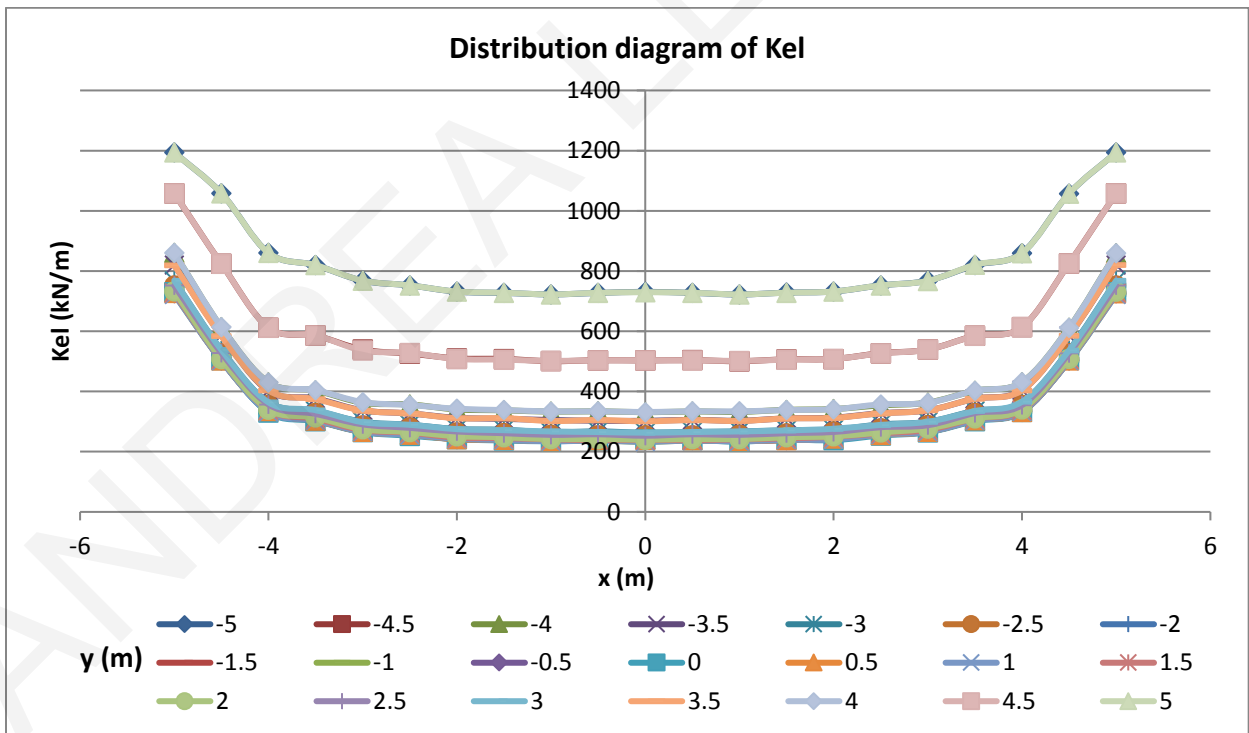 Distribution diagram of Kel
1400
1200
1000
800
600
400
200
0
Kel (kN/m)
-6 -4 -2 0 2 4 6
x (m)
-5 -4.5 -4 -3.5 -3 -2.5 -2
y (m) -1.5 -1 -0.5 0 0.5 1 1.5
2 2.5 3 3.5 4 4.5 5